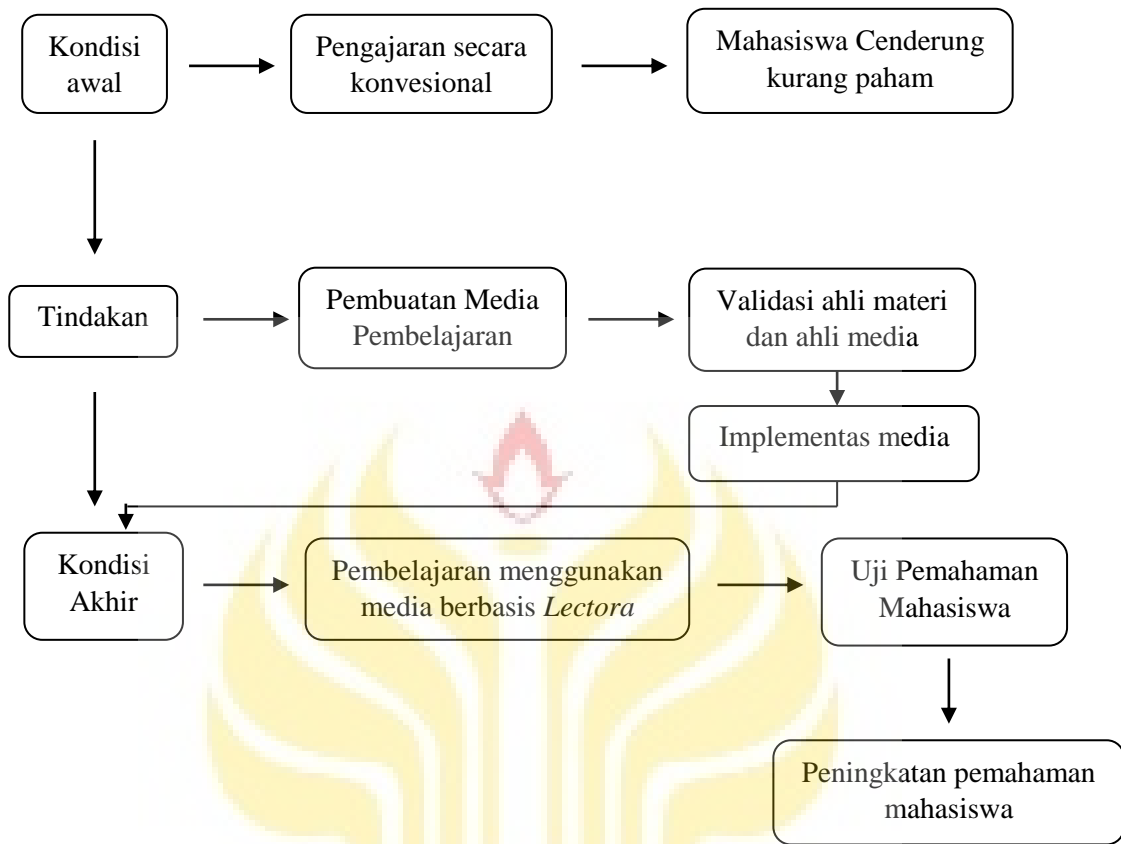 Kondisi
awal
Pengajaran secara
konvesional
Mahasiswa Cenderung
kurang paham
Tindakan
Pembuatan Media
Pembelajaran
Validasi ahli materi
dan ahli media
Implementas media
Kondisi
Akhir
Pembelajaran menggunakan
media berbasis Lectora
Uji Pemahaman
Mahasiswa
Peningkatan pemahaman
mahasiswa